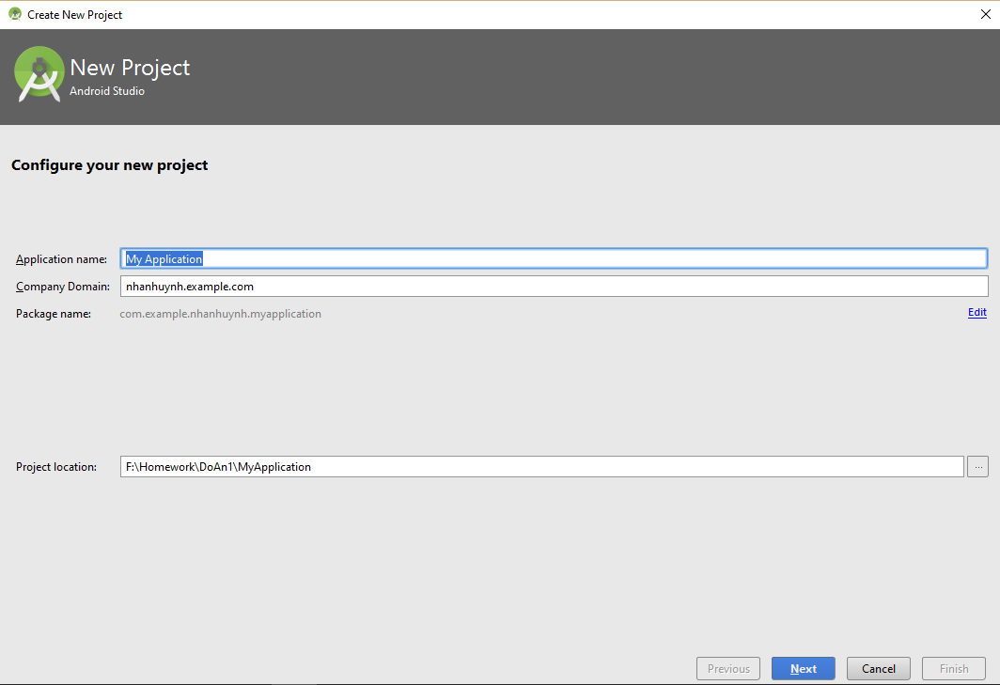 Create New Project
New Project
Android Studio
Configure your new project
Application name: My Application
Company Domain: nhanhuynh.example.com
Package name: com.example.nhanhuynh.myapplication Edit
Project location: F:\Homework\DoAn1\MyApplication ...
Previous Next Cancel Finish